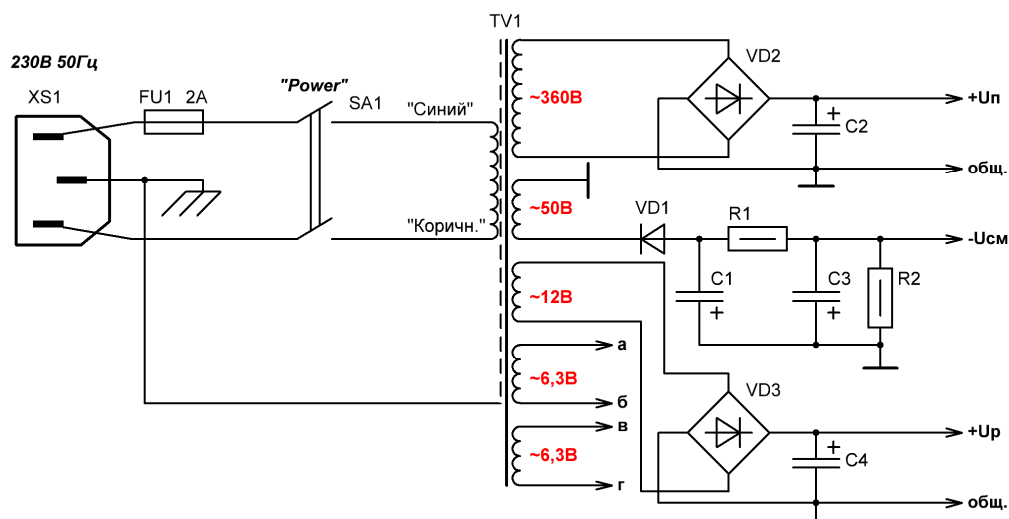 TV1
230В 50Гц
XS1
FU1 2А
"Power"
SA1
"Синий"
"Коричн."
~360В
VD2
+Uп
C2
+
общ.
~50В
VD1
R1
-Uсм
C1
+
C3
+
R2
~12В
~6,3В
а
б
VD3
в
~6,3В
г
+Uр
+
C4
общ.